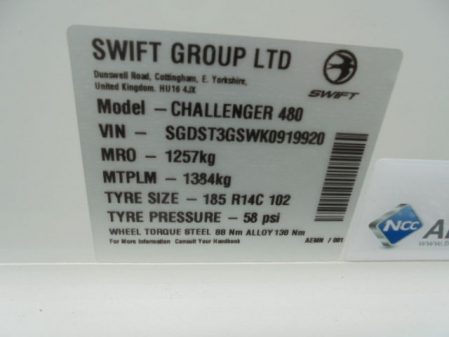 SWIFT GROUP LTD
Dunswell Road, Cottingham, E. Yorkshire,
United Kingdom. HU16 4JX
SWIFT
Model - CHALLENGER 480
VIN - SGDST3GSWK0919920
MRO - 1257kg
MTPLM - 1384kg
TYRE SIZE - 185 R14C 102
TYRE PRESSURE - 58 psi
WHEEL TORQUE STEEL 88 Nm ALLOY 130 Nm
For More Information Consult Your Handbook
AEMN / 001
NCC